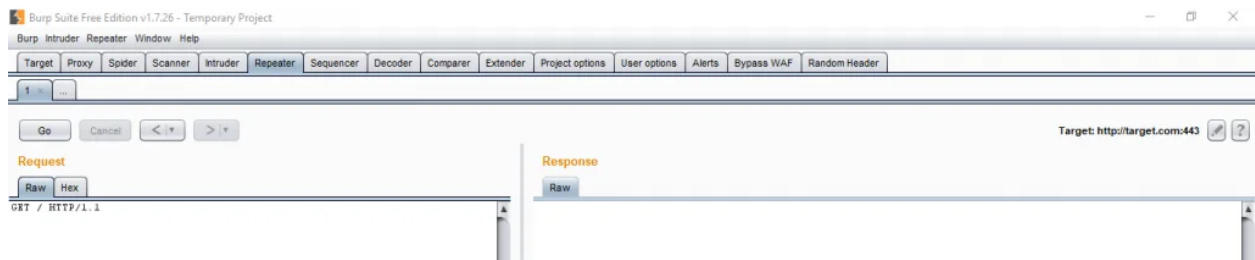 Burp Suite Free Edition v1.7.26 - Temporary Project
Burp Intruder Repeater Window Help
Target Proxy Spider Scanner Intruder Repeater Sequencer Decoder Comparer Extender Project options User options Alerts Bypass WAF Random Header
1 × ...
Go Cancel < > Target: http://target.com:443 ?
Request Response
Raw Hex Raw
GET / HTTP/1.1